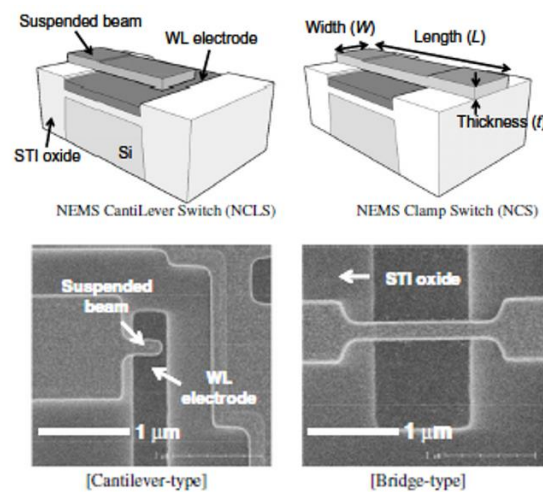 Suspended beam
WL electrode
STI oxide
Si
NEMS CantiLever Switch (NCLS)
Width (W)
Length (L)
Thickness (t)
NEMS Clamp Switch (NCS)
Suspended
beam
WL
electrode
1 μm
[Cantilever-type]
STI oxide
1 μm
[Bridge-type]